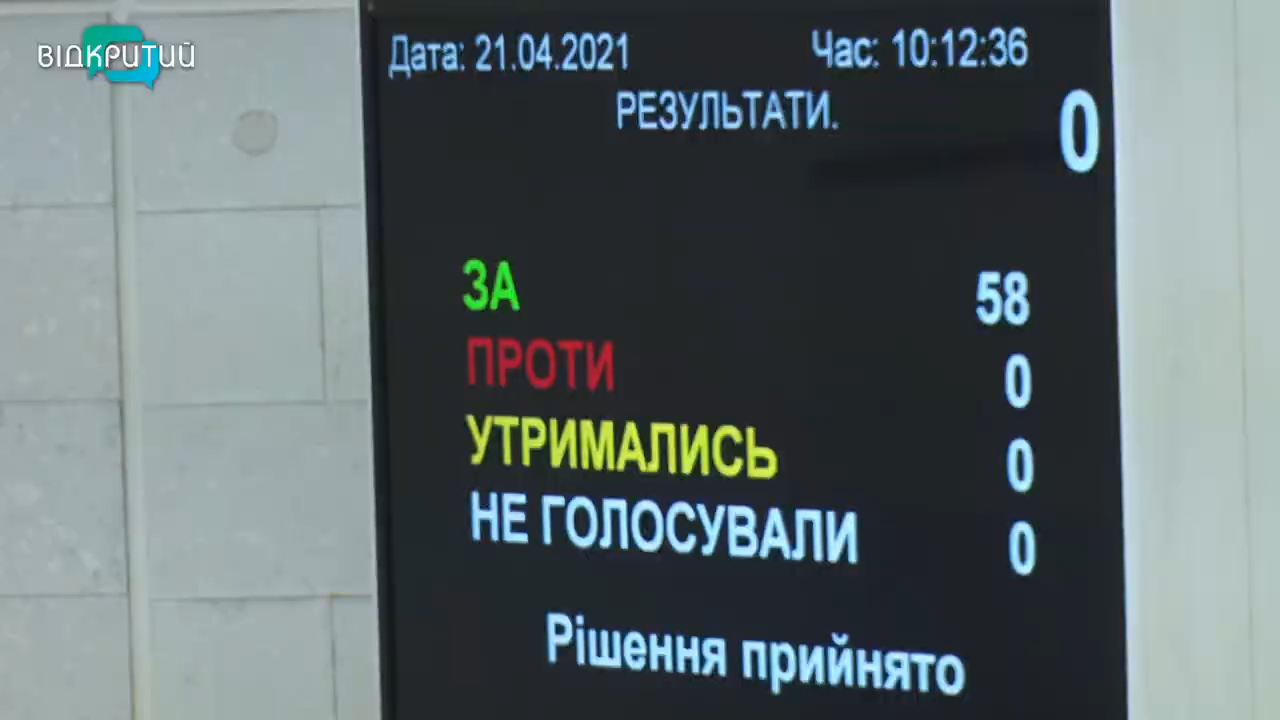 ВІДКРИТИЙ
Дата: 21.04.2021 Час: 10:12:36
РЕЗУЛЬТАТИ.
0
ЗА 58
ПРОТИ 0
УТРИМАЛИСЬ 0
НЕ ГОЛОСУВАЛИ 0
Рішення прийнято